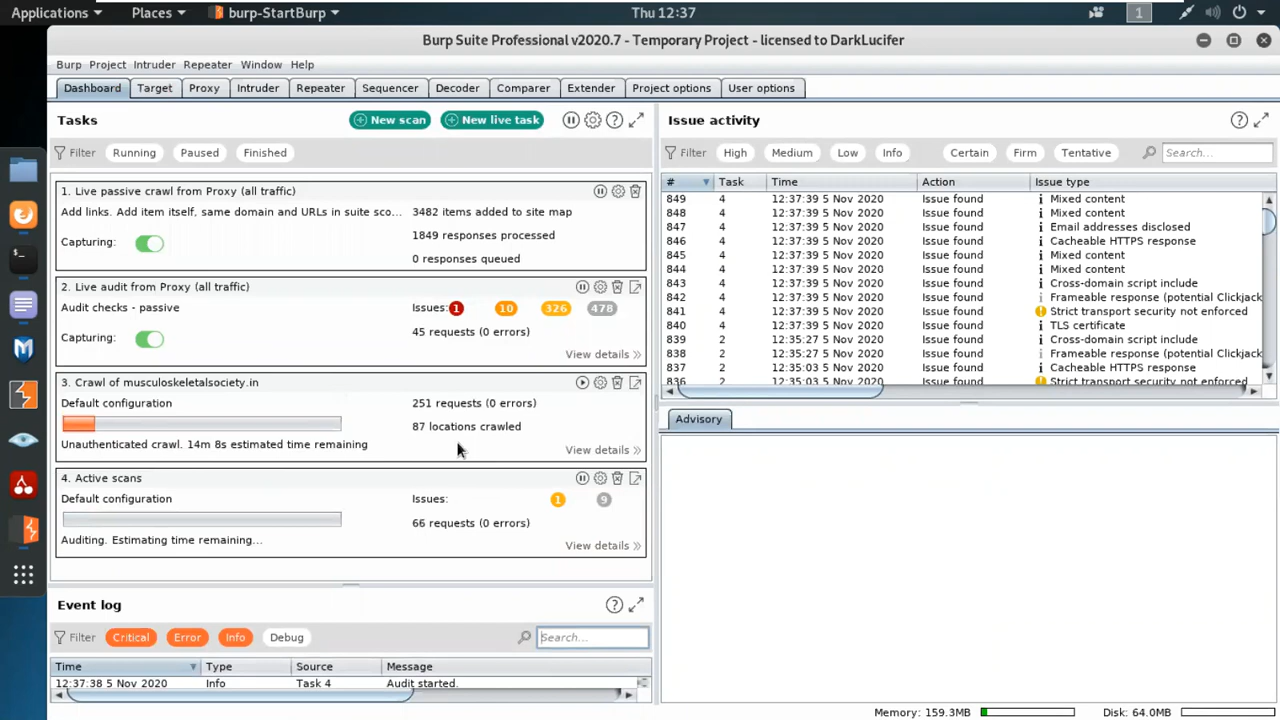 Applications Places burp-StartBurp Thu 12:37 1
Burp Suite Professional v2020.7 - Temporary Project - licensed to DarkLucifer
Burp Project Intruder Repeater Window Help
Dashboard Target Proxy Intruder Repeater Sequencer Decoder Comparer Extender Project options User options
Tasks
New scan New live task
Filter Running Paused Finished
1. Live passive crawl from Proxy (all traffic)
Add links. Add item itself, same domain and URLs in suite sco... 3482 items added to site map
1849 responses processed
Capturing:
0 responses queued
2. Live audit from Proxy (all traffic)
Audit checks - passive Issues: 1 10 326 478
45 requests (0 errors)
Capturing:
View details
3. Crawl of musculoskeletalsociety.in
Default configuration 251 requests (0 errors)
87 locations crawled
Unauthenticated crawl. 14m 8s estimated time remaining
View details
4. Active scans
Default configuration Issues: 1 9
66 requests (0 errors)
Auditing. Estimating time remaining...
View details
Event log
Filter Critical Error Info Debug Search...
Time Type Source Message
12:37:38 5 Nov 2020 Info Task 4 Audit started.
Issue activity
Filter High Medium Low Info Certain Firm Tentative Search...
# Task Time Action Issue type
849 4 12:37:39 5 Nov 2020 Issue found Mixed content
848 4 12:37:39 5 Nov 2020 Issue found Mixed content
847 4 12:37:39 5 Nov 2020 Issue found Email addresses disclosed
846 4 12:37:39 5 Nov 2020 Issue found Cacheable HTTPS response
845 4 12:37:39 5 Nov 2020 Issue found Mixed content
844 4 12:37:39 5 Nov 2020 Issue found Mixed content
843 4 12:37:39 5 Nov 2020 Issue found Cross-domain script include
842 4 12:37:39 5 Nov 2020 Issue found Frameable response (potential Clickjack
841 4 12:37:39 5 Nov 2020 Issue found Strict transport security not enforced
840 4 12:37:39 5 Nov 2020 Issue found TLS certificate
839 2 12:35:27 5 Nov 2020 Issue found Cross-domain script include
838 2 12:35:27 5 Nov 2020 Issue found Frameable response (potential Clickjack
837 2 12:35:03 5 Nov 2020 Issue found Cacheable HTTPS response
836 2 12:35:03 5 Nov 2020 Issue found Strict transport security not enforced
Advisory
Memory: 159.3MB Disk: 64.0MB